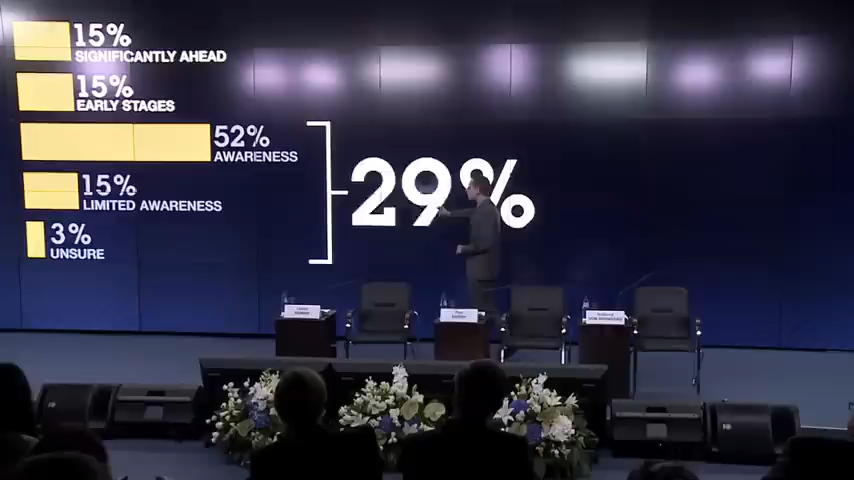 15%
SIGNIFICANTLY AHEAD
15%
EARLY STAGES
52%
AWARENESS
29%
15%
LIMITED AWARENESS
3%
UNSURE